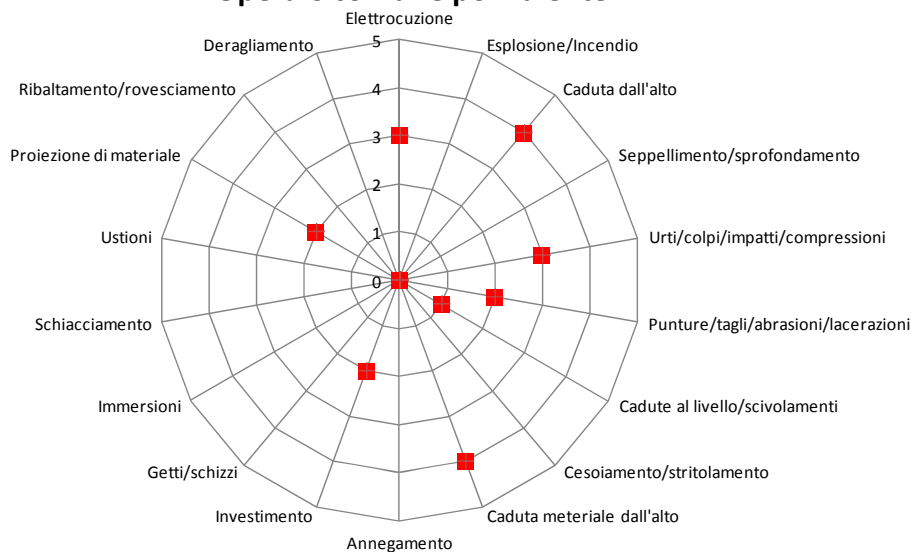 Elettrocuzione
Deragliamento
Esplosione/Incendio
Ribaltamento/rovesciamento
Caduta dall'alto
Proiezione di materiale
Seppellimento/sprofondamento
Ustioni
Urti/colpi/impatti/compressioni
Schiacciamento
Punture/tagli/abrasioni/lacerazioni
Immersioni
Cadute al livello/scivolamenti
Getti/schizzi
Cesoiamento/stritolamento
Investimento
Caduta meteriale dall'alto
Annegamento
5
4
3
2
1
0